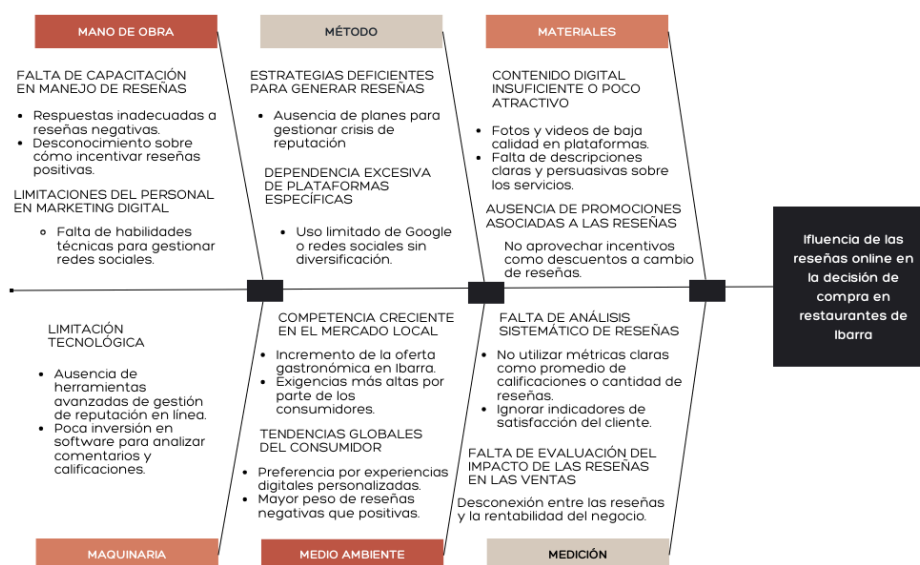 MANO DE OBRA
FALTA DE CAPACITACIÓN
EN MANEJO DE RESEÑAS
• Respuestas inadecuadas a
reseñas negativas.
• Desconocimiento sobre
cómo incentivar reseñas
positivas.
LIMITACIONES DEL PERSONAL
EN MARKETING DIGITAL
◦ Falta de habilidades
técnicas para gestionar
redes sociales.
MÉTODO
ESTRATEGIAS DEFICIENTES
PARA GENERAR RESEÑAS
• Ausencia de planes para
gestionar crisis de
reputación
DEPENDENCIA EXCESIVA
DE PLATAFORMAS
ESPECÍFICAS
• Uso limitado de Google
o redes sociales sin
diversificación.
MATERIALES
CONTENIDO DIGITAL
INSUFICIENTE O POCO
ATRACTIVO
• Fotos y videos de baja
calidad en plataformas.
• Falta de descripciones
claras y persuasivas sobre
los servicios.
AUSENCIA DE PROMOCIONES
ASOCIADAS A LAS RESEÑAS
No aprovechar incentivos
como descuentos a cambio
de reseñas.
Ifluencia de las
reseñas online en
la decisión de
compra en
restaurantes de
Ibarra
LIMITACIÓN
TECNOLÓGICA
• Ausencia de
herramientas
avanzadas de gestión
de reputación en línea.
• Poca inversión en
software para analizar
comentarios y
calificaciones.
MAQUINARIA
COMPETENCIA CRECIENTE
EN EL MERCADO LOCAL
• Incremento de la oferta
gastronómica en Ibarra.
• Exigencias más altas por
parte de los
consumidores.
TENDENCIAS GLOBALES
DEL CONSUMIDOR
• Preferencia por experiencias
digitales personalizadas.
• Mayor peso de reseñas
negativas que positivas.
MEDIO AMBIENTE
FALTA DE ANÁLISIS
SISTEMÁTICO DE RESEÑAS
• No utilizar métricas claras
como promedio de
calificaciones o cantidad de
reseñas.
• Ignorar indicadores de
satisfacción del cliente.
FALTA DE EVALUACIÓN DEL
IMPACTO DE LAS RESEÑAS
EN LAS VENTAS
Desconexión entre las reseñas
y la rentabilidad del negocio.
MEDICIÓN